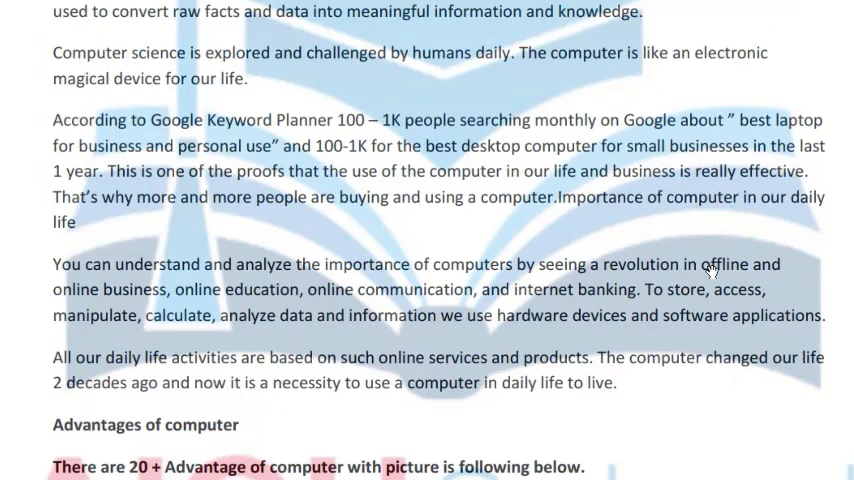 used to convert raw facts and data into meaningful information and knowledge.
Computer science is explored and challenged by humans daily. The computer is like an electronic
magical device for our life.
According to Google Keyword Planner 100 – 1K people searching monthly on Google about ” best laptop
for business and personal use” and 100-1K for the best desktop computer for small businesses in the last
1 year. This is one of the proofs that the use of the computer in our life and business is really effective.
That’s why more and more people are buying and using a computer.Importance of computer in our daily
life
You can understand and analyze the importance of computers by seeing a revolution in offline and
online business, online education, online communication, and internet banking. To store, access,
manipulate, calculate, analyze data and information we use hardware devices and software applications.
All our daily life activities are based on such online services and products. The computer changed our life
2 decades ago and now it is a necessity to use a computer in daily life to live.
Advantages of computer
There are 20 + Advantage of computer with picture is following below.